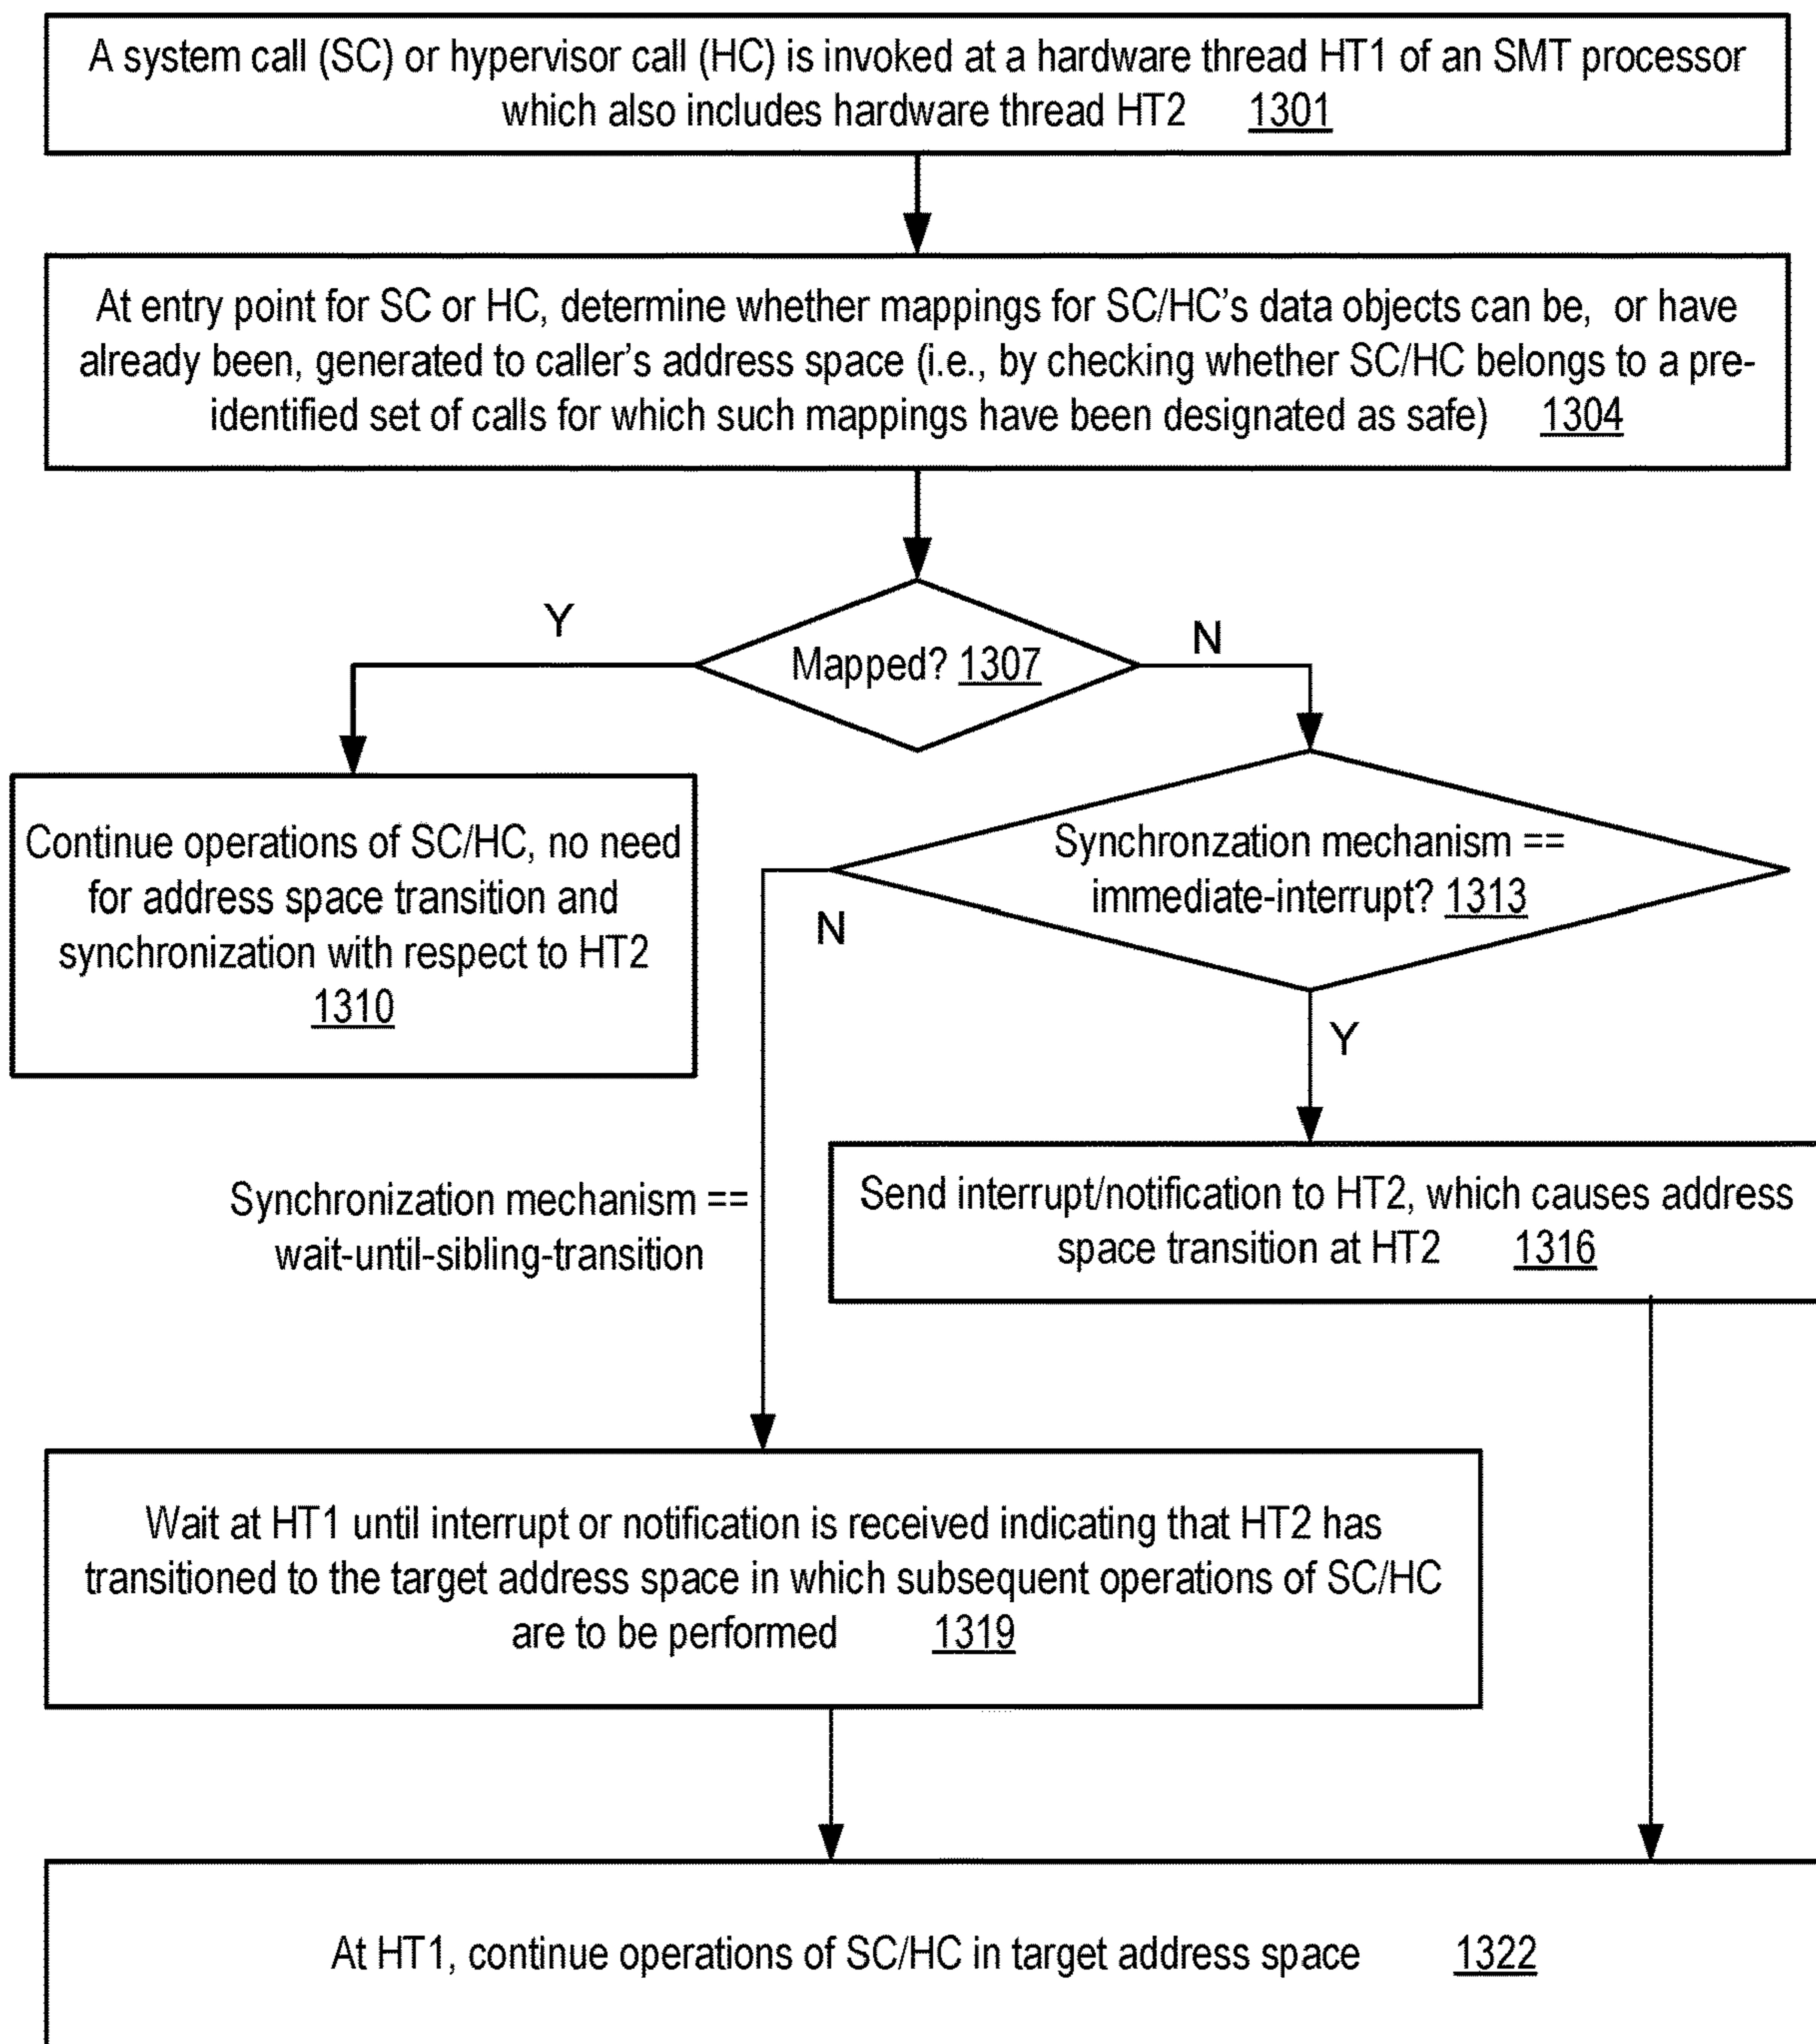 A system call (SC) or hypervisor call (HC) is invoked at a hardware thread HT1 of an SMT processor
which also includes hardware thread HT2 1301
At entry point for SC or HC, determine whether mappings for SC/HC's data objects can be, or have
already been, generated to caller's address space (i.e., by checking whether SC/HC belongs to a pre-
identified set of calls for which such mappings have been designated as safe) 1304
Y
N
Mapped? 1307
Continue operations of SC/HC, no need
for address space transition and
synchronization with respect to HT2
1310
Synchronzation mechanism ==
immediate-interrupt? 1313
N
Y
Synchronization mechanism ==
wait-until-sibling-transition
Send interrupt/notification to HT2, which causes address
space transition at HT2 1316
Wait at HT1 until interrupt or notification is received indicating that HT2 has
transitioned to the target address space in which subsequent operations of SC/HC
are to be performed 1319
At HT1, continue operations of SC/HC in target address space 1322